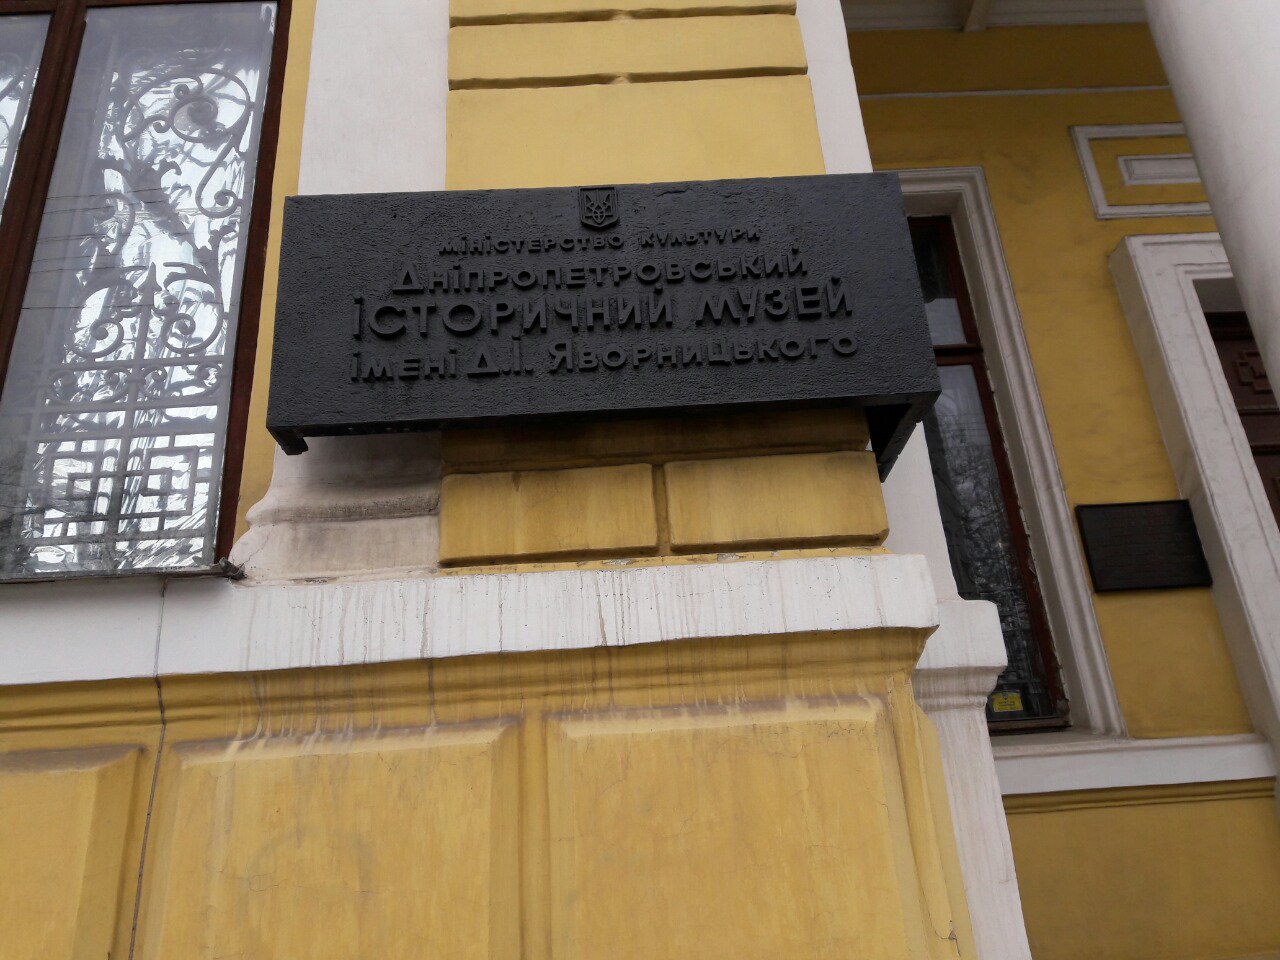 міністерство культури
Дніпропетровський
історичний музей
імені Д.І. Яворницького